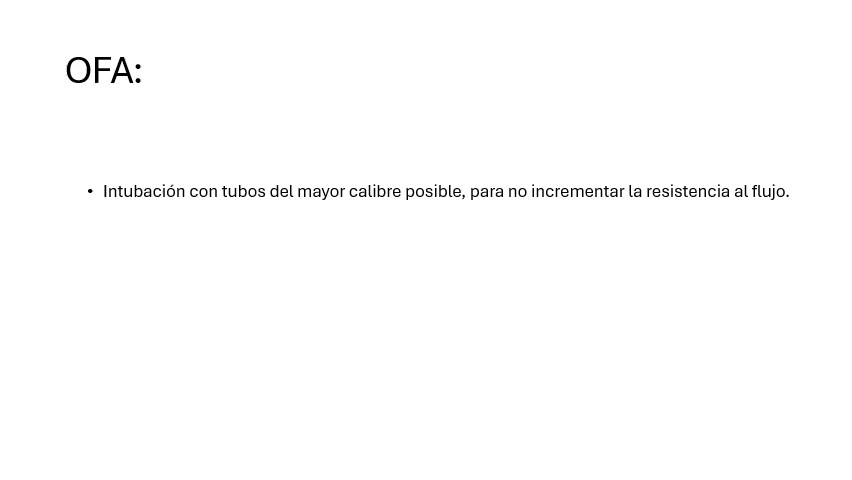 OFA:
• Intubación con tubos del mayor calibre posible, para no incrementar la resistencia al flujo.